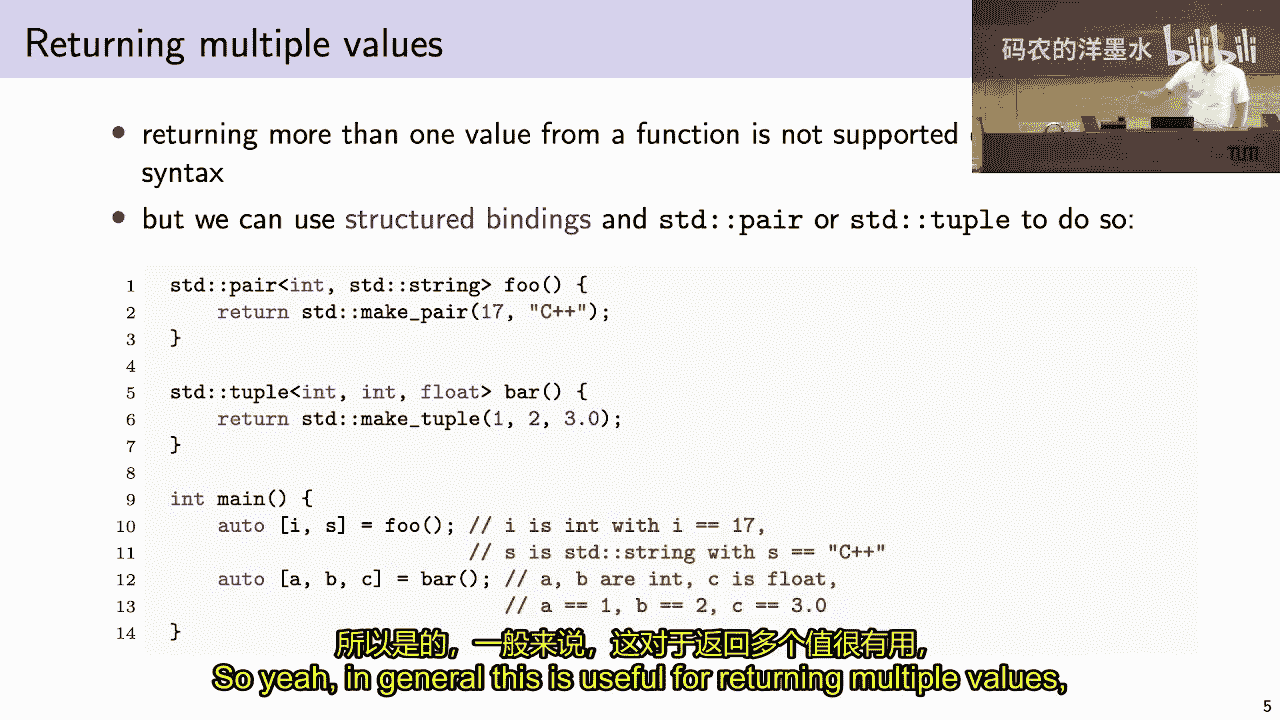 Returning multiple values
码农的洋墨水 bilibili
TUM
• returning more than one value from a function is not supported
syntax
• but we can use structured bindings and std::pair or std::tuple to do so:
1 std::pair<int, std::string> foo() {
2 return std::make_pair(17, "C++");
3 }
4
5 std::tuple<int, int, float> bar() {
6 return std::make_tuple(1, 2, 3.0);
7 }
8
9 int main() {
10 auto [i, s] = foo(); // i is int with i == 17,
11 // s is std::string with s == "C++"
12 auto [a, b, c] = bar(); // a, b are int, c is float,
13 // a == 1, b == 2, c == 3.0
14 }
所以是的，一般来说，这对于返回多个值很有用，
So yeah, in general this is useful for returning multiple values,
5